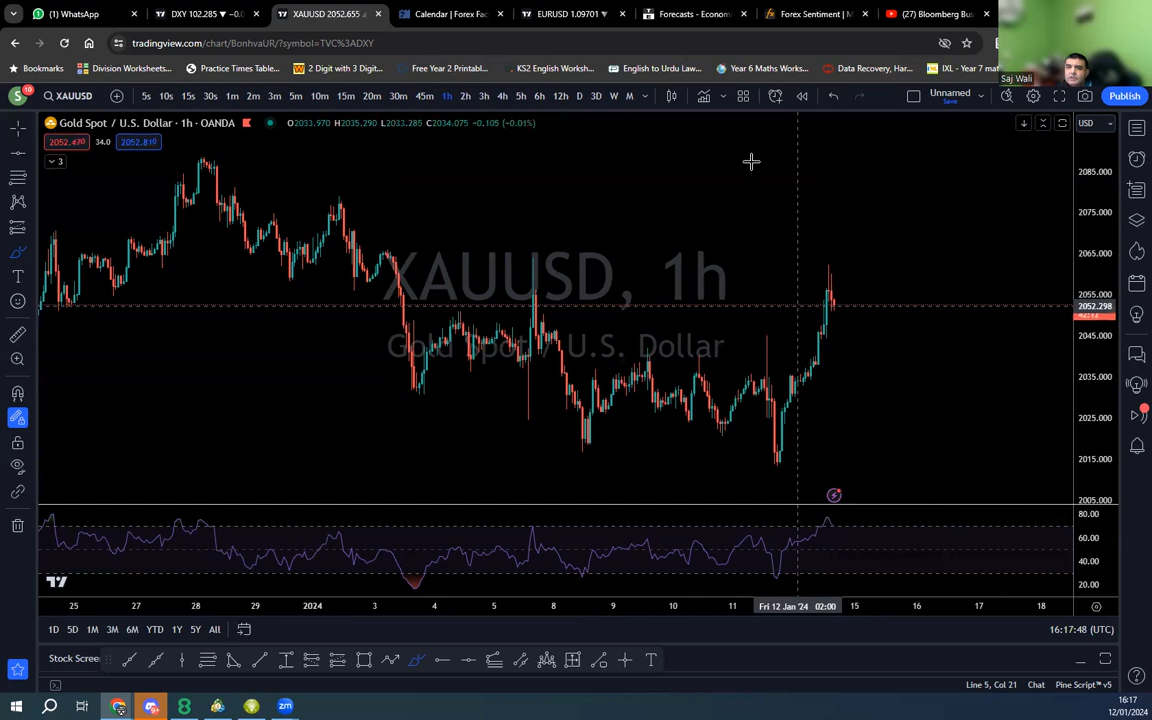 WhatsApp
DXY 102.285 ▼ −0.
XAUUSD 2052.655
Calendar | Forex Fac
EURUSD 1.09701 ▼
Forecasts - Economi
Forex Sentiment | M
(27) Bloomberg Bus
tradingview.com/chart/BonhvaUR/?symbol=TVC%3ADXY
Saj Wali
Bookmarks
Division Worksheets...
Practice Times Table...
2 Digit with 3 Digit...
Free Year 2 Printabl...
KS2 English Worksh...
English to Urdu Law...
Year 6 Maths Works...
Data Recovery, Har...
IXL - Year 7 mat
S
10
XAUUSD
5s 10s 15s 30s 1m 2m 3m 5m 10m 15m 20m 30m 45m 1h 2h 3h 4h 5h 6h 12h D 3D W M
Unnamed
Save
Publish
Gold Spot / U.S. Dollar · 1h · OANDA
O2033.970 H2035.290 L2033.285 C2034.075 −0.105 (−0.01%)
USD
2052.470
34.0
2052.810
3
2085.000
2075.000
2065.000
2055.000
2052.298
42:12
2045.000
2035.000
2025.000
2015.000
2005.000
XAUUSD, 1h
Gold Spot / U.S. Dollar
80.00
60.00
40.00
20.00
25 27 28 29 2024 3 4 5 8 9 10 11 Fri 12 Jan '24 02:00 15 16 17 18
1D 5D 1M 3M 6M YTD 1Y 5Y All
16:17:48 (UTC)
Stock Screener
Line 5, Col 21 Chat Pine Script™ v5
16:17
12/01/2024